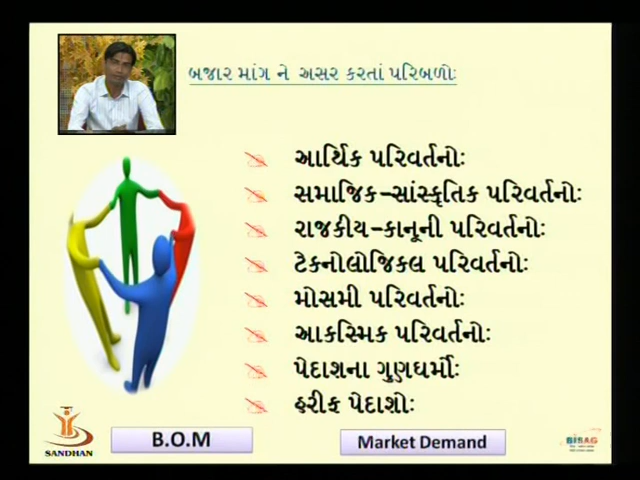 બજાર માંગ ને અસર કરતાં પરિબળોઃ
આર્થિક પરિવર્તનોઃ
સમાજિક-સાંસ્કૃતિક પરિવર્તનોઃ
રાજકીય-કાનૂની પરિવર્તનોઃ
ટેકનોલોજિકલ પરિવર્તનોઃ
મોસમી પરિવર્તનોઃ
આકસ્મિક પરિવર્તનોઃ
પેદાશના ગુણધર્મોઃ
હરીફ પેદાશોઃ
SANDHAN
B.O.M
Market Demand
BISAG